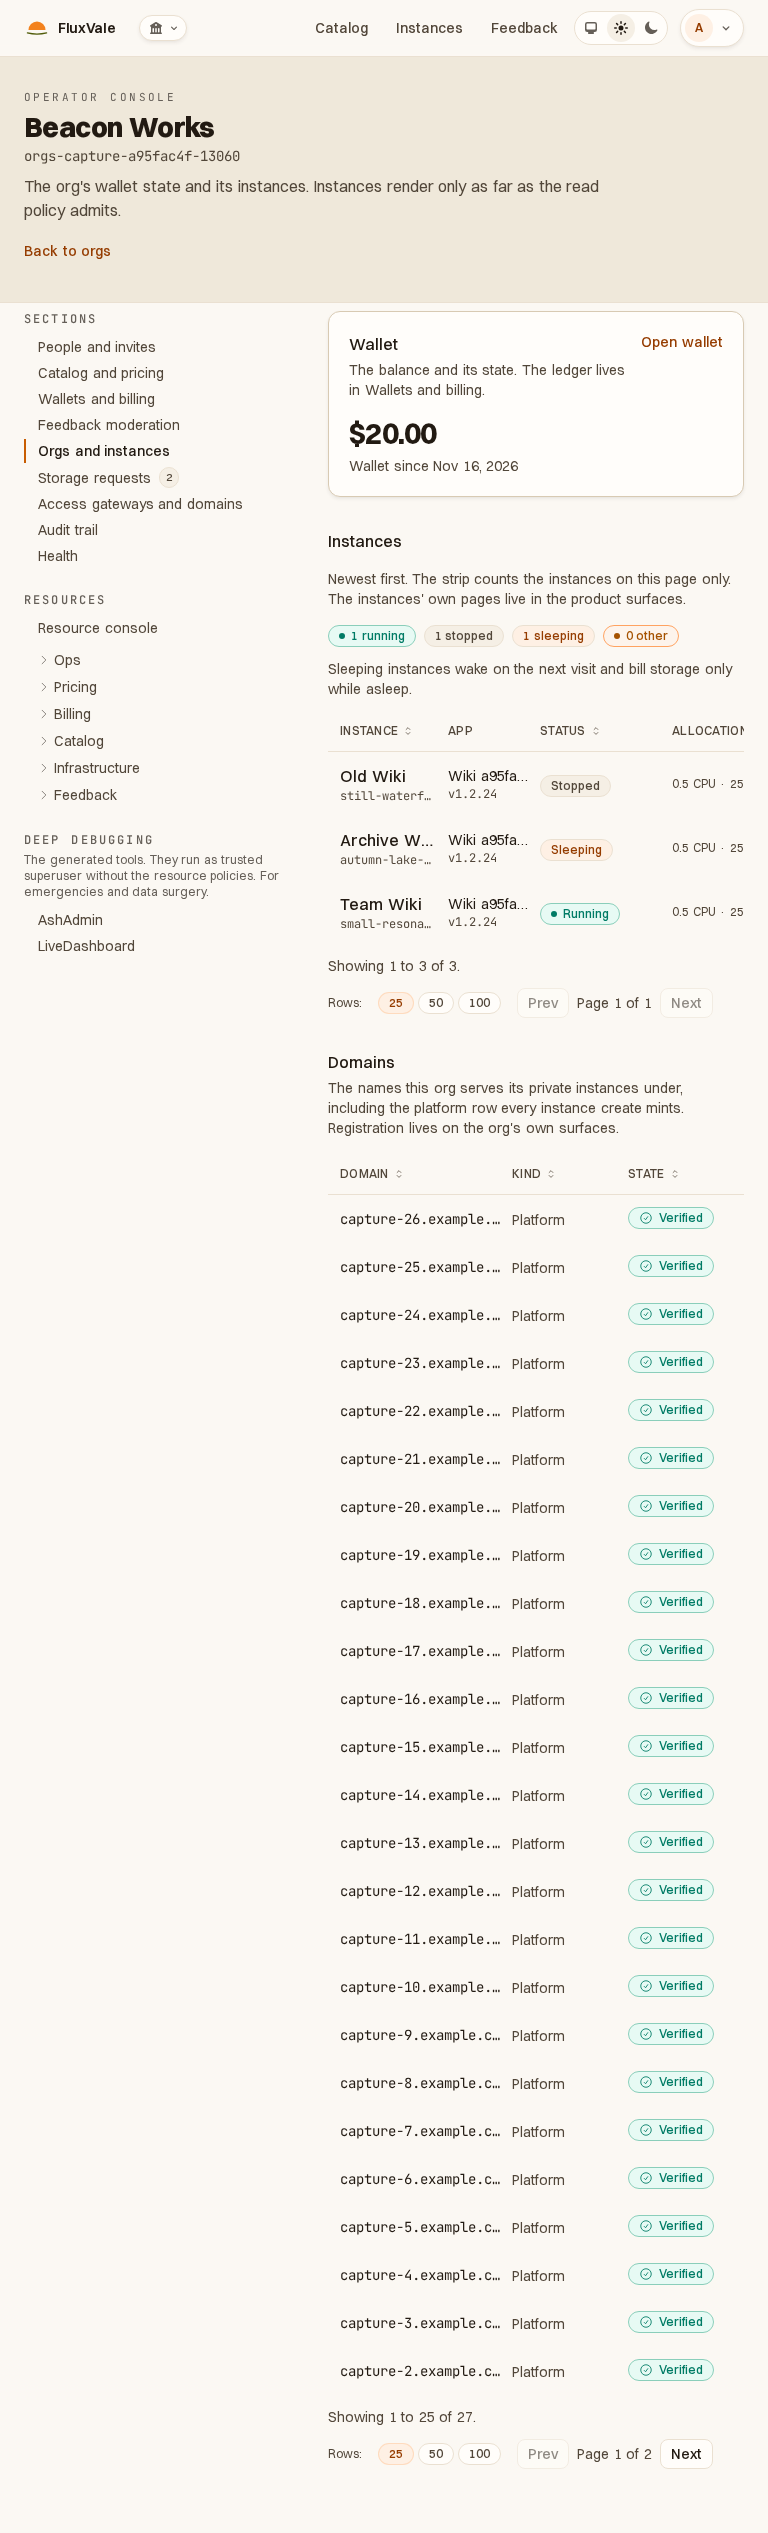 FluxVale
Catalog Instances Feedback A
OPERATOR CONSOLE
Beacon Works
orgs-capture-a95fac4f-13060
The org's wallet state and its instances. Instances render only as far as the read
policy admits.
Back to orgs
SECTIONS
People and invites
Catalog and pricing
Wallets and billing
Feedback moderation
Orgs and instances
Storage requests 2
Access gateways and domains
Audit trail
Health
RESOURCES
Resource console
Ops
Pricing
Billing
Catalog
Infrastructure
Feedback
DEEP DEBUGGING
The generated tools. They run as trusted
superuser without the resource policies. For
emergencies and data surgery.
AshAdmin
LiveDashboard
Wallet
Open wallet
The balance and its state. The ledger lives
in Wallets and billing.
$20.00
Wallet since Nov 16, 2026
Instances
Newest first. The strip counts the instances on this page only.
The instances' own pages live in the product surfaces.
1 running 1 stopped 1 sleeping 0 other
Sleeping instances wake on the next visit and bill storage only
while asleep.
INSTANCE APP STATUS ALLOCATION
Old Wiki Wiki a95fa… Stopped 0.5 CPU · 25
still-waterf… v1.2.24
Archive W… Wiki a95fa… Sleeping 0.5 CPU · 25
autumn-lake-… v1.2.24
Team Wiki Wiki a95fa… Running 0.5 CPU · 25
small-resona… v1.2.24
Showing 1 to 3 of 3.
Rows: 25 50 100 Prev Page 1 of 1 Next
Domains
The names this org serves its private instances under,
including the platform row every instance create mints.
Registration lives on the org's own surfaces.
DOMAIN KIND STATE
capture-26.example.… Platform Verified
capture-25.example.… Platform Verified
capture-24.example.… Platform Verified
capture-23.example.… Platform Verified
capture-22.example.… Platform Verified
capture-21.example.… Platform Verified
capture-20.example.… Platform Verified
capture-19.example.… Platform Verified
capture-18.example.… Platform Verified
capture-17.example.… Platform Verified
capture-16.example.… Platform Verified
capture-15.example.… Platform Verified
capture-14.example.… Platform Verified
capture-13.example.… Platform Verified
capture-12.example.… Platform Verified
capture-11.example.… Platform Verified
capture-10.example.… Platform Verified
capture-9.example.c… Platform Verified
capture-8.example.c… Platform Verified
capture-7.example.c… Platform Verified
capture-6.example.c… Platform Verified
capture-5.example.c… Platform Verified
capture-4.example.c… Platform Verified
capture-3.example.c… Platform Verified
capture-2.example.c… Platform Verified
Showing 1 to 25 of 27.
Rows: 25 50 100 Prev Page 1 of 2 Next